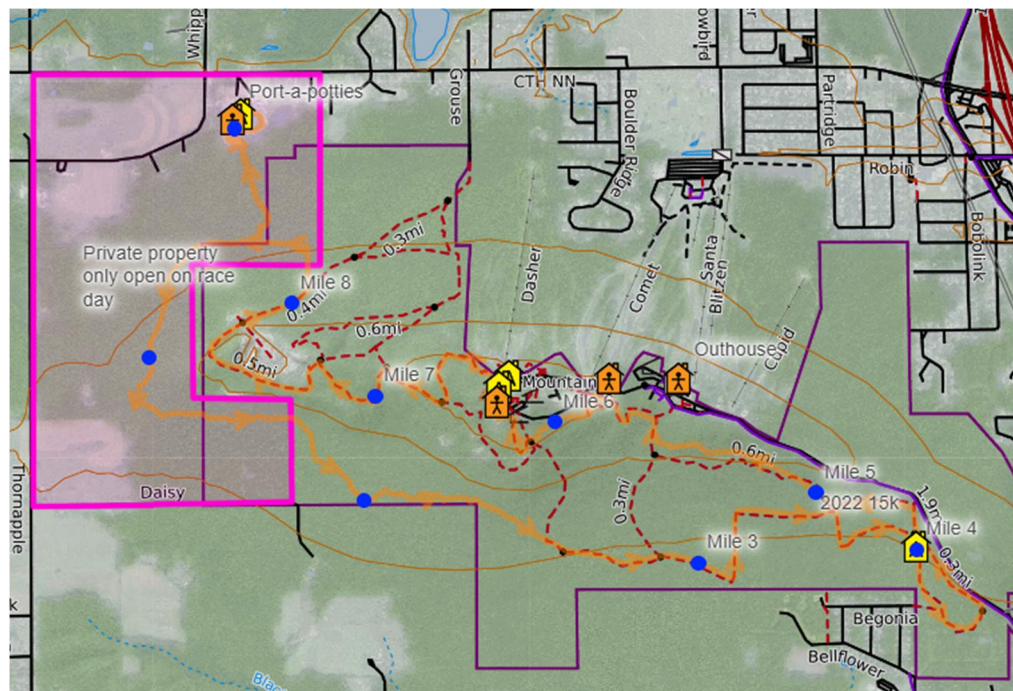 Whipp
Port-a-potties
Grouse
CTH NN
owbird
Boulder Ridge
Partridge
Robin
Bobolink
0.3mi
Private property
only open on race
day
Mile 8
0.4mi
0.6mi
0.5mi
Dasher
Comet
Santa
Blitzen
Cupid
Outhouse
Mile 7
Mountain
Mile 6
0.6mi
0.3mi
Mile 5
2022 15k
1.9m
Mile 4
0.3mi
Mile 3
Thornapple
Daisy
k
Begonia
Bellflower
Blac